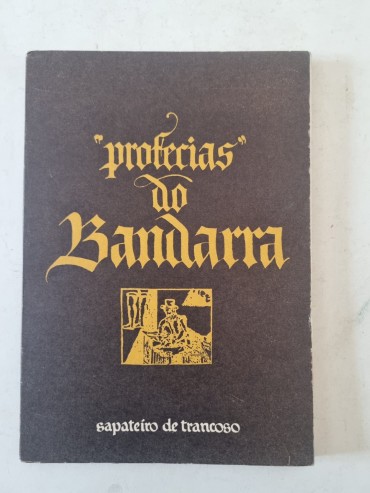 "profecias"
do
Bandarra
sapateiro de trancoso